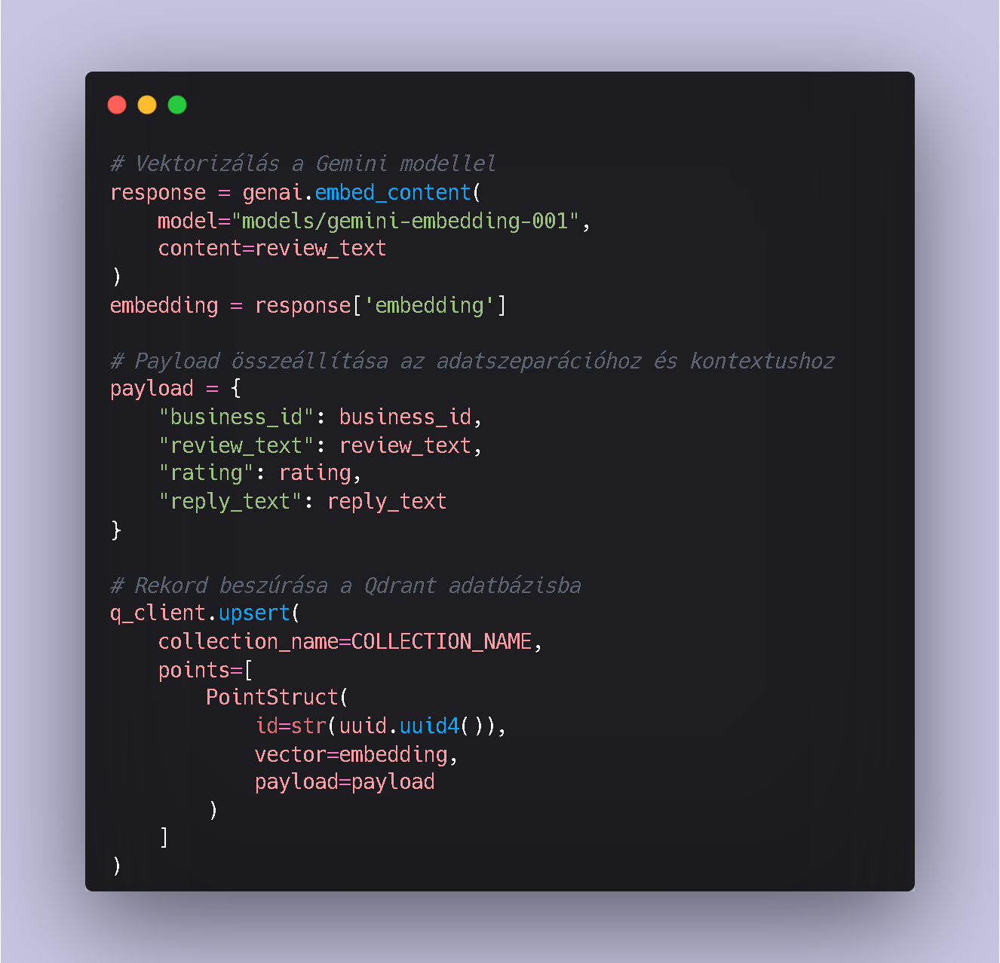 # Vektorizálás a Gemini modellel
response = genai.embed_content(
    model="models/gemini-embedding-001",
    content=review_text
)
embedding = response['embedding']

# Payload összeállítása az adatszeparációhoz és kontextushoz
payload = {
    "business_id": business_id,
    "review_text": review_text,
    "rating": rating,
    "reply_text": reply_text
}

# Rekord beszúrása a Qdrant adatbázisba
q_client.upsert(
    collection_name=COLLECTION_NAME,
    points=[
        PointStruct(
            id=str(uuid.uuid4()),
            vector=embedding,
            payload=payload
        )
    ]
)